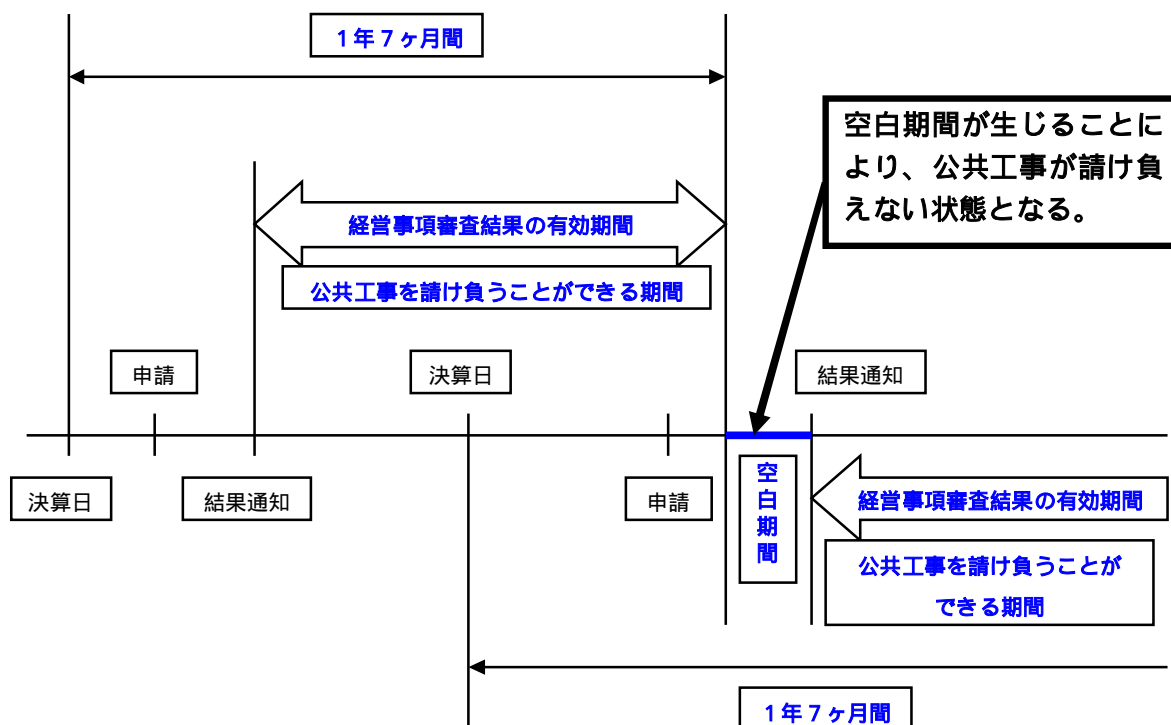 1年7ヶ月間
空白期間が生じることに
より、公共工事が請け負
えない状態となる。
経営事項審査結果の有効期間
公共工事を請け負うことができる期間
申請
決算日
結果通知
決算日
結果通知
申請
空白期間
経営事項審査結果の有効期間
公共工事を請け負うことが
できる期間
1年7ヶ月間